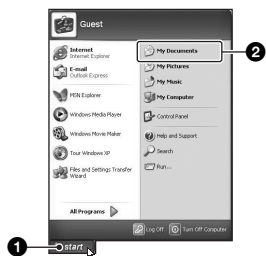 Guest
Internet
Internet Explorer
E-mail
Outlook Express
MSN Explorer
Windows Media Player
Windows Movie Maker
Tour Windows XP
Files and Settings Transfer
Wizard
All Programs
My Documents
2
My Pictures
My Music
My Computer
Control Panel
Help and Support
Search
Run...
Log Off
Turn Off Computer
1
start